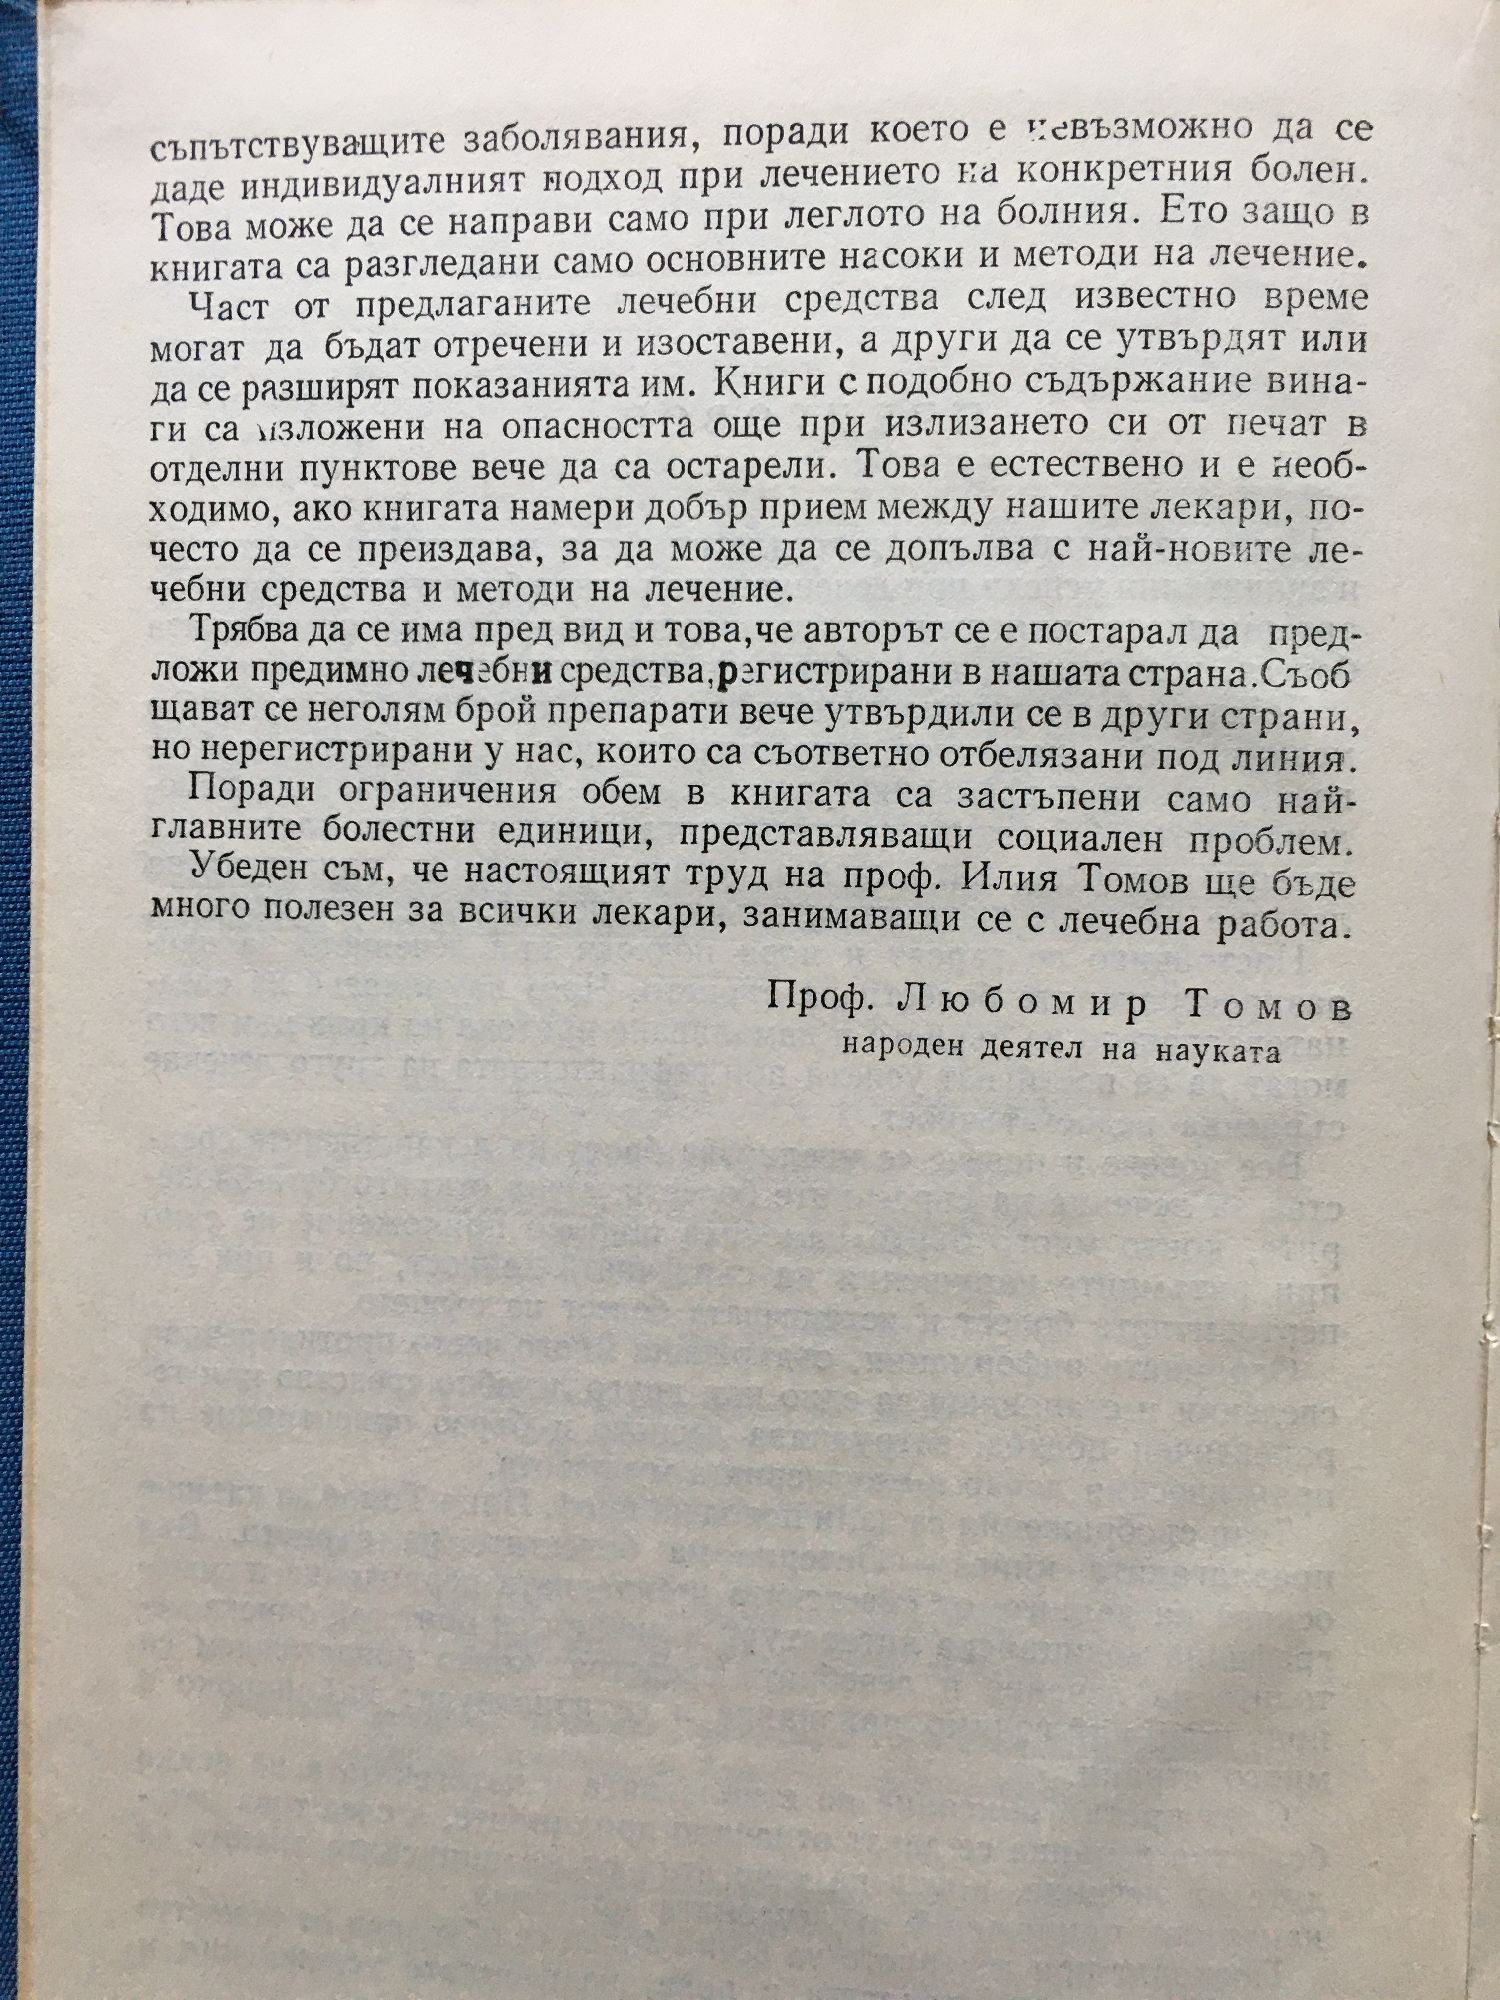 съпътствуващите заболявания, поради което е невъзможно да се
даде индивидуалният подход при лечението на конкретния болен.
Това може да се направи само при леглото на болния. Ето защо в
книгата са разгледани само основните насоки и методи на лечение.
Част от предлаганите лечебни средства след известно време
могат да бъдат отречени и изоставени, а други да се утвърдят или
да се разширят показанията им. Книги с подобно съдържание вина-
ги са изложени на опасността още при излизането си от печат в
отделни пунктове вече да са остарели. Това е естествено и е необ-
ходимо, ако книгата намери добър прием между нашите лекари, по-
често да се преиздава, за да може да се допълва с най-новите ле-
чебни средства и методи на лечение.
Трябва да се има пред вид и това,че авторът се е постарал да пред-
ложи предимно лечебни средства,регистрирани в нашата страна.Съоб
щават се неголям брой препарати вече утвърдили се в други страни,
но нерегистрирани у нас, които са съответно отбелязани под линия.
Поради ограничения обем в книгата са застъпени само най-
главните болестни единици, представляващи социален проблем.
Убеден съм, че настоящият труд на проф. Илия Томов ще бъде
много полезен за всички лекари, занимаващи се с лечебна работа.
Проф. Любомир Томов
народен деятел на науката